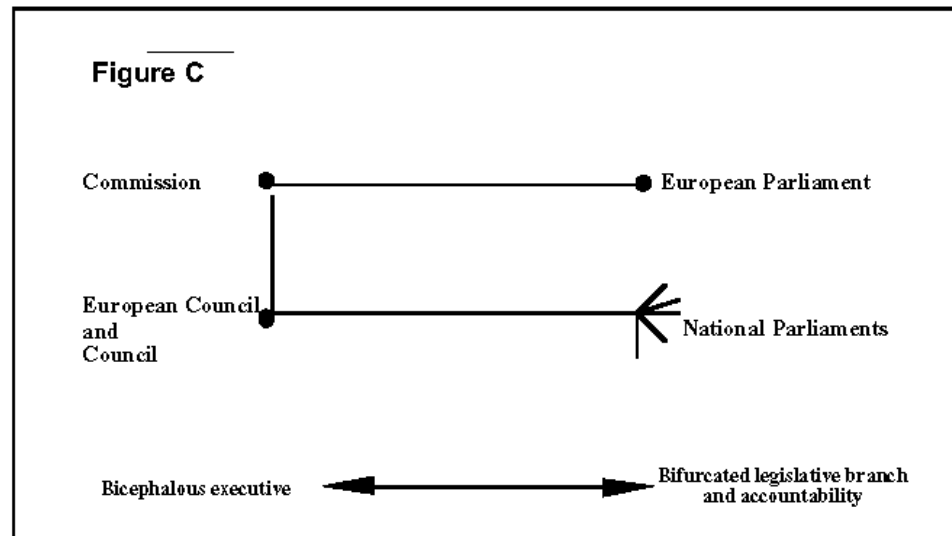 Figure C
Commission
European Parliament
European Council
and
Council
National Parliaments
Bicephalous executive
Bifurcated legislative branch
and accountability